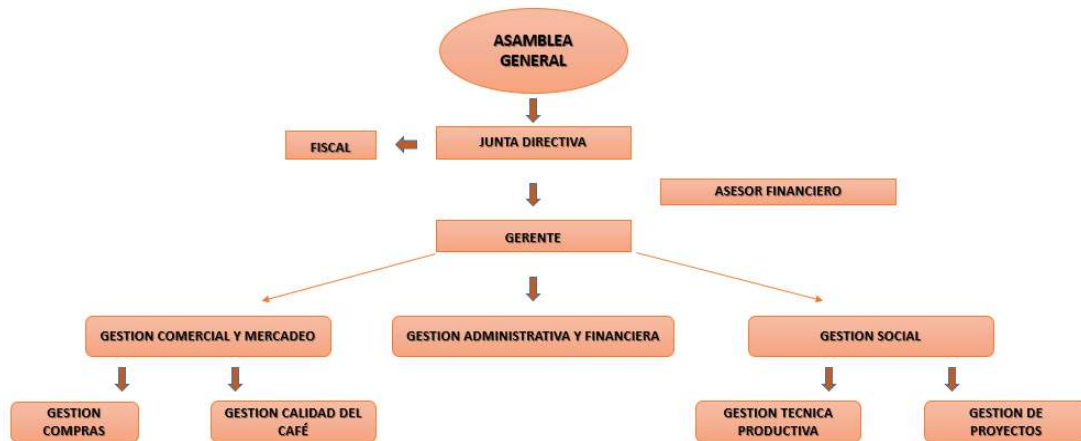 ASAMBLEA
GENERAL
JUNTA DIRECTIVA
FISCAL
ASESOR FINANCIERO
GERENTE
GESTION COMERCIAL Y MERCADEO
GESTION ADMINISTRATIVA Y FINANCIERA
GESTION SOCIAL
GESTION
COMPRAS
GESTION CALIDAD DEL
CAFÉ
GESTION TECNICA
PRODUCTIVA
GESTION DE
PROYECTOS